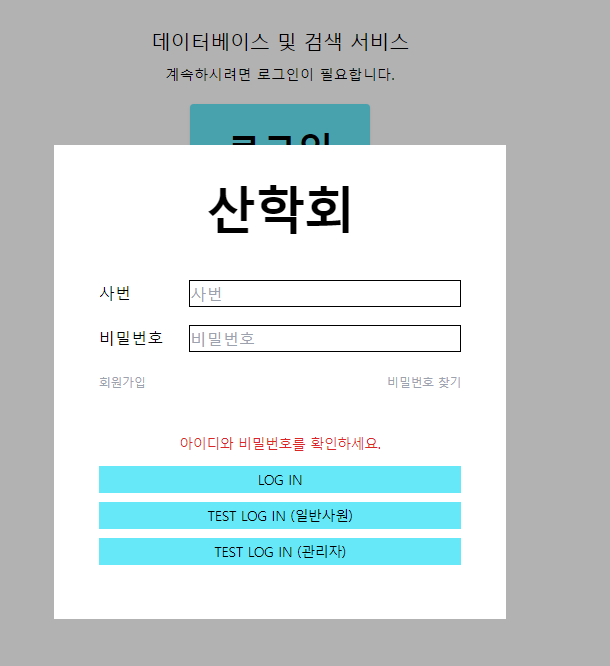 데이터베이스 및 검색 서비스
계속하시려면 로그인이 필요합니다.
로그인
산학회
사번 사번
비밀번호 비밀번호
회원가입 비밀번호 찾기
아이디와 비밀번호를 확인하세요.
LOG IN
TEST LOG IN (일반사원)
TEST LOG IN (관리자)